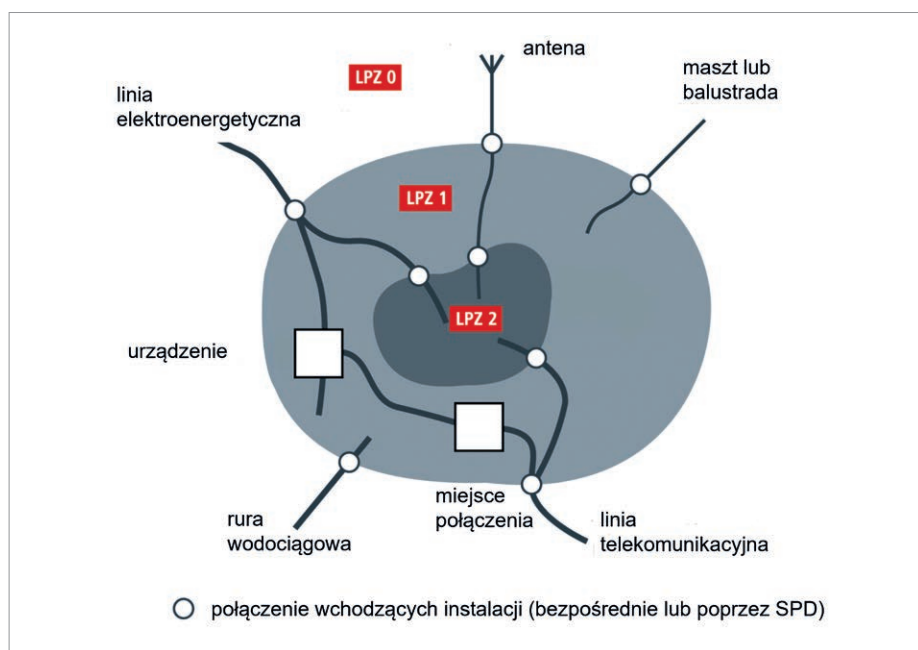 antena
LPZ 0
maszt lub
balustrada
linia
elektroenergetyczna
LPZ 1
LPZ 2
urządzenie
miejsce
połączenia
rura
wodociągowa
linia
telekomunikacyjna
połączenie wchodzących instalacji (bezpośrednie lub poprzez SPD)